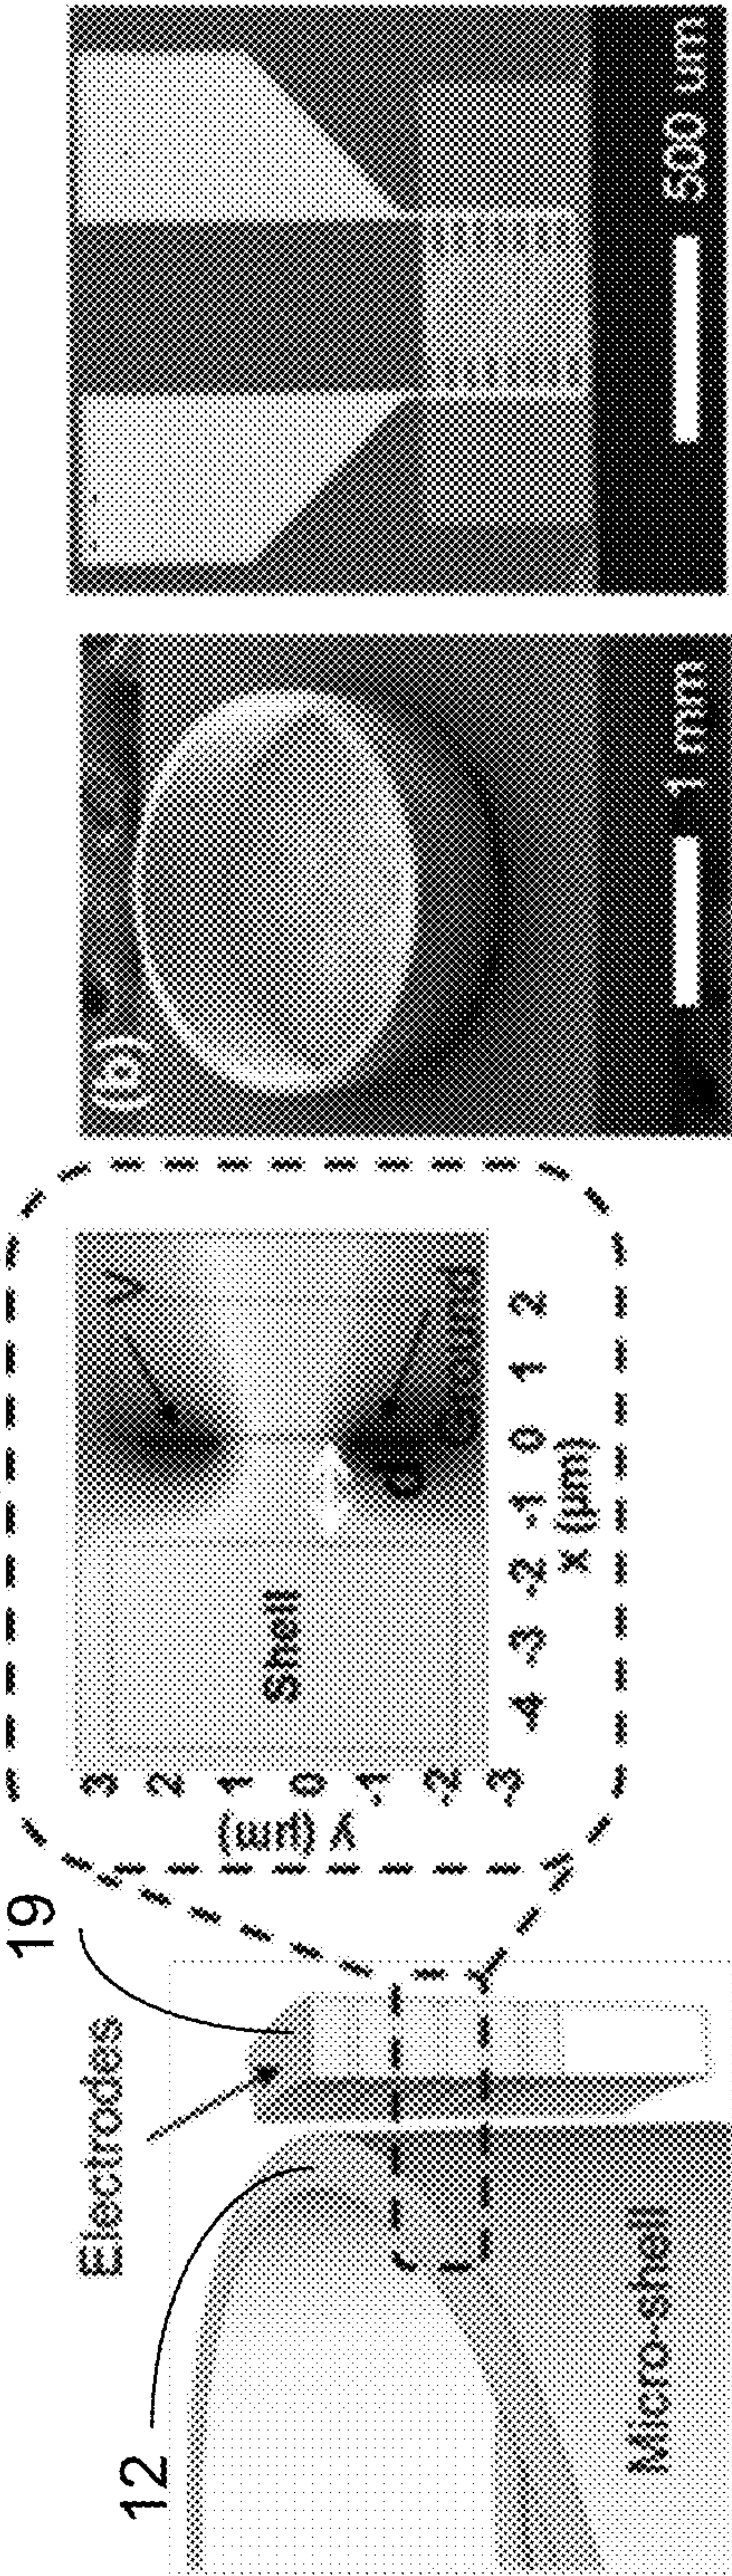 12
19
Electrodes
Micro-shell
y (µm)
3
2
1
0
-1
-2
-3
Shell
V
d
Ground
-4 -3 -2 -1 0 1 2
x (µm)
(b)
1 mm
500 um